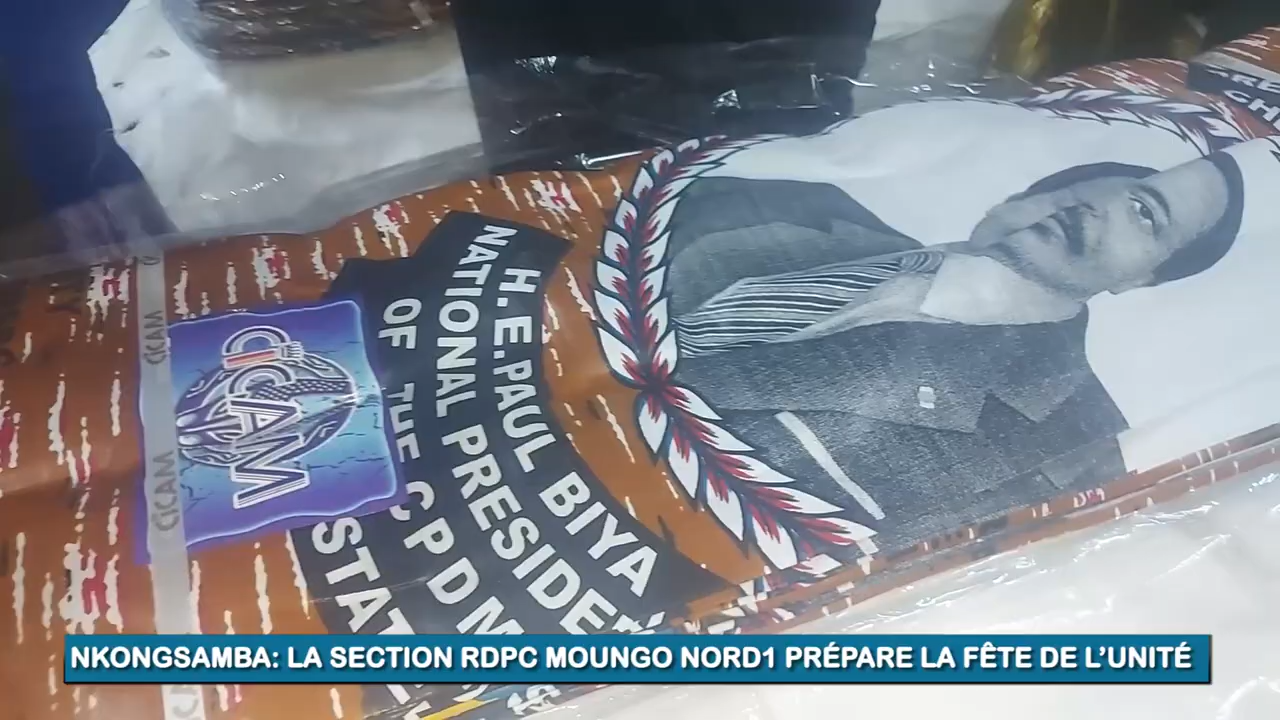 H.E.PAUL BIYA
NATIONAL PRESIDENT
OF THE CPDM
STATE
CICAM
CICAM
CICAM
NKONGSAMBA: LA SECTION RDPC MOUNGO NORD1 PRÉPARE LA FÊTE DE L'UNITÉ